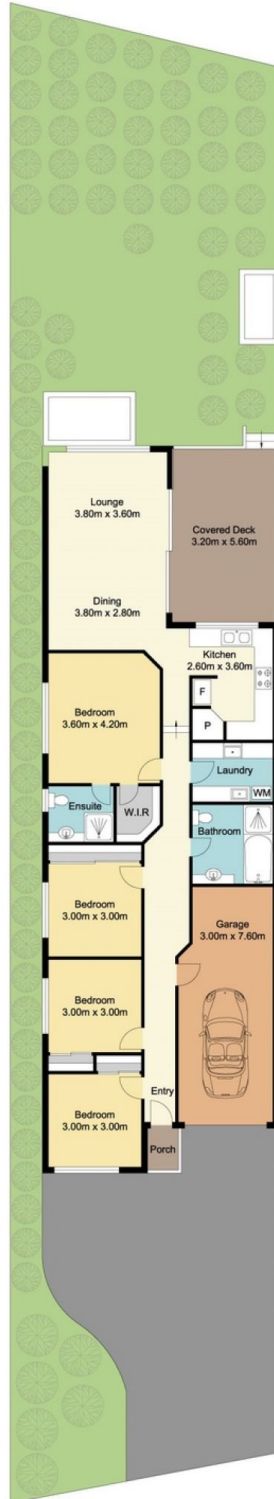 Lounge
3.80m x 3.60m
Covered Deck
3.20m x 5.60m
Dining
3.80m x 2.80m
Kitchen
2.60m x 3.60m
F
P
Bedroom
3.60m x 4.20m
Laundry
WM
Ensuite
W.I.R
Bathroom
Bedroom
3.00m x 3.00m
Garage
3.00m x 7.60m
Bedroom
3.00m x 3.00m
Bedroom
3.00m x 3.00m
Entry
Porch